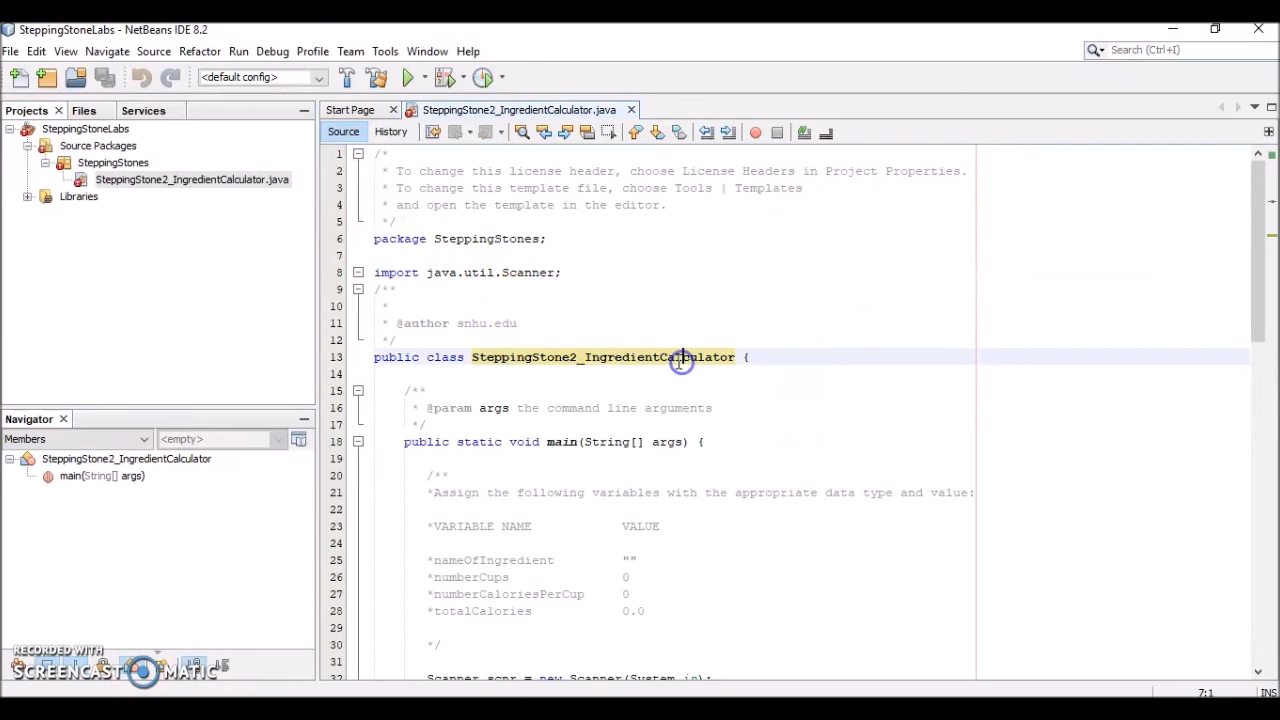 SteppingStoneLabs - NetBeans IDE 8.2
File Edit View Navigate Source Refactor Run Debug Profile Team Tools Window Help
Search (Ctrl+I)
<default config>
Projects Files Services
Start Page SteppingStone2_IngredientCalculator.java
SteppingStoneLabs
Source Packages
SteppingStones
SteppingStone2_IngredientCalculator.java
Libraries
Source History
1 /*
2 * To change this license header, choose License Headers in Project Properties.
3 * To change this template file, choose Tools | Templates
4 * and open the template in the editor.
5 */
6 package SteppingStones;
7
8 import java.util.Scanner;
9 /**
10 *
11 * @author snhu.edu
12 */
13 public class SteppingStone2_IngredientCalculator {
14
15 /**
16 * @param args the command line arguments
17 */
18 public static void main(String[] args) {
19
20 /**
21 *Assign the following variables with the appropriate data type and value:
22
23 *VARIABLE NAME VALUE
24
25 *nameOfIngredient ""
26 *numberCups 0
27 *numberCaloriesPerCup 0
28 *totalCalories 0.0
29
30 */
31
32 Scanner scnr = new Scanner(System.in);
Navigator
Members <empty>
SteppingStone2_IngredientCalculator
main(String[] args)
RECORDED WITH
SCREENCAST MATIC
7:1 INS